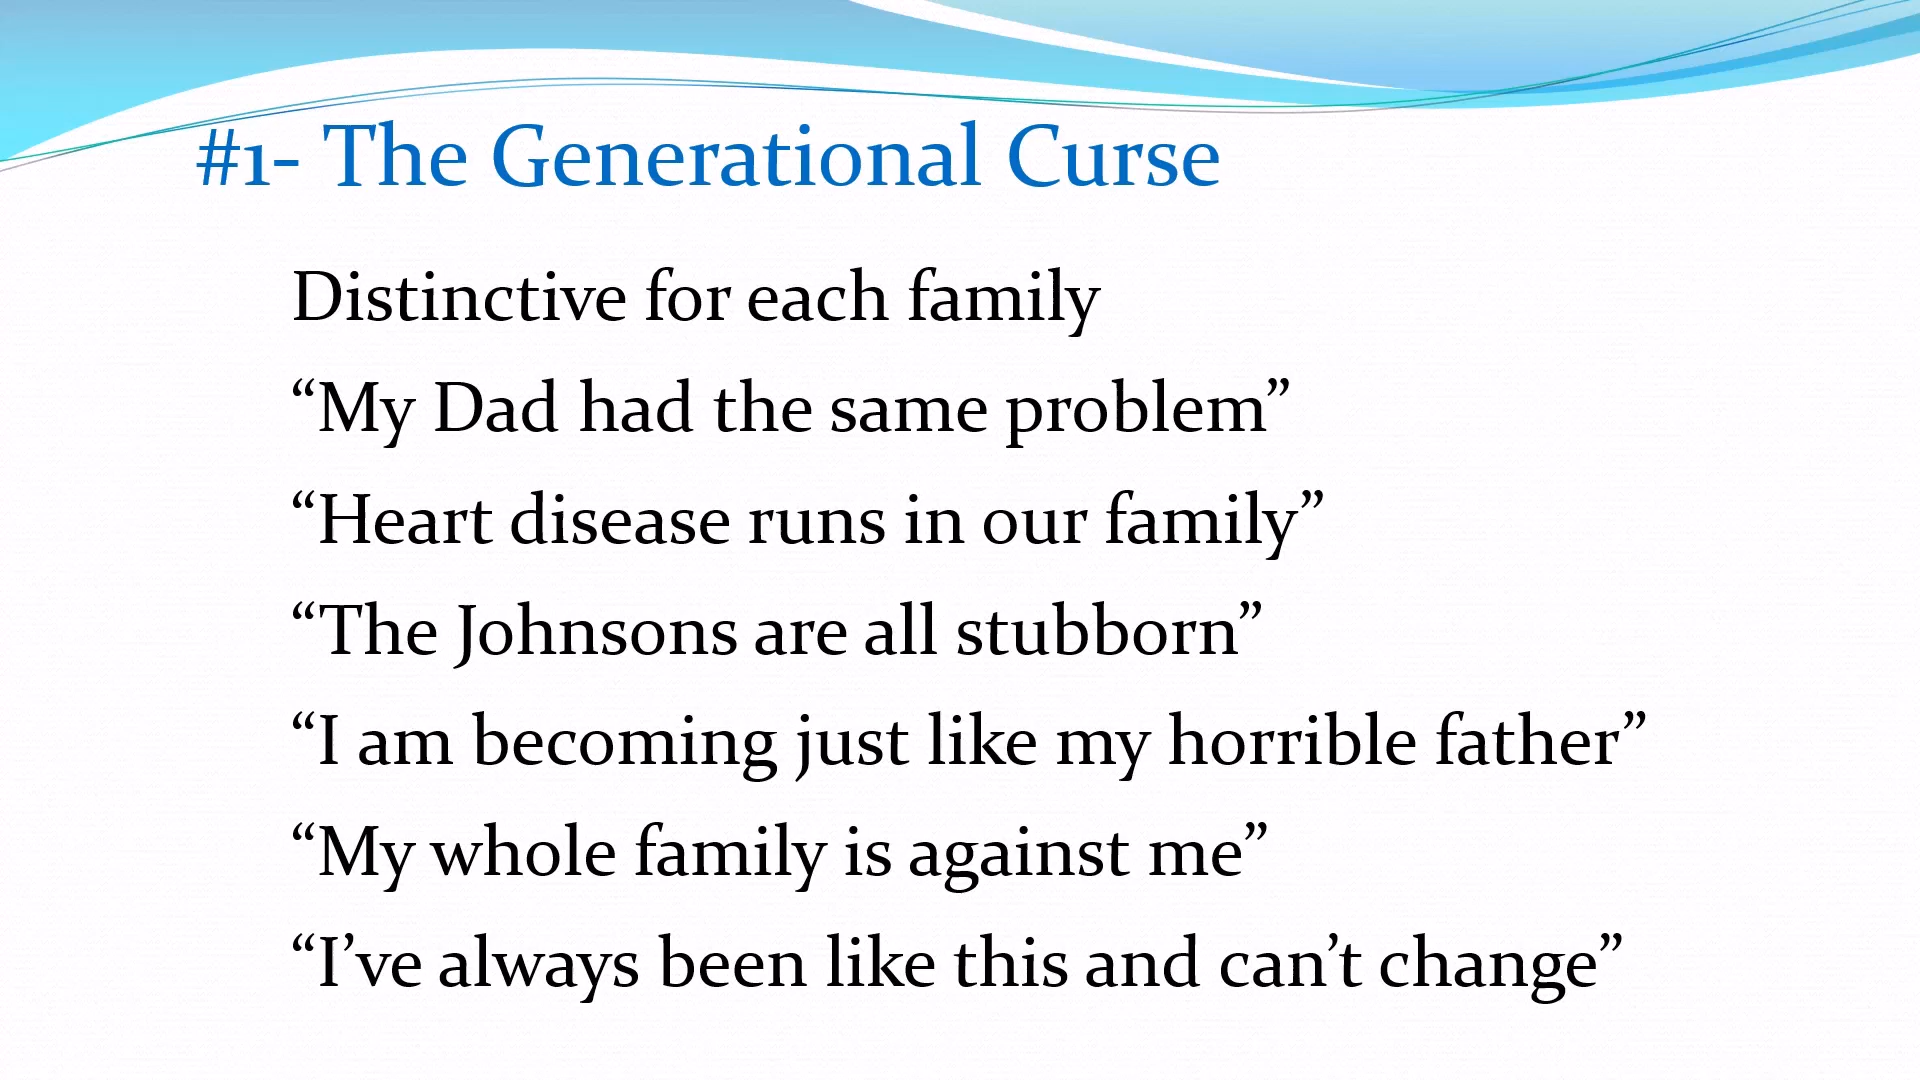 #1- The Generational Curse
Distinctive for each family
“My Dad had the same problem”
“Heart disease runs in our family”
“The Johnsons are all stubborn”
“I am becoming just like my horrible father”
“My whole family is against me”
“I’ve always been like this and can’t change”